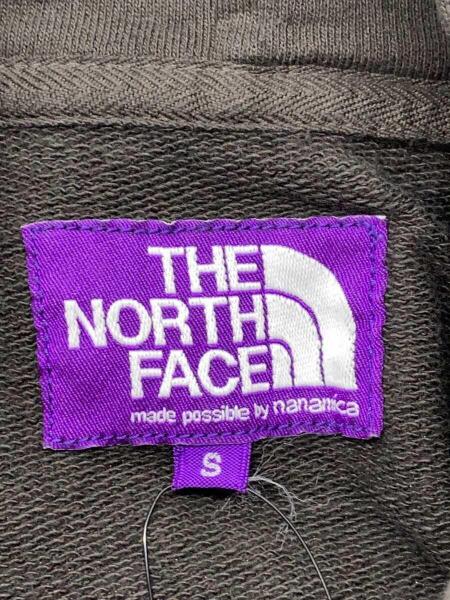 THE
NORTH
FACE
made possible by nanamica
S